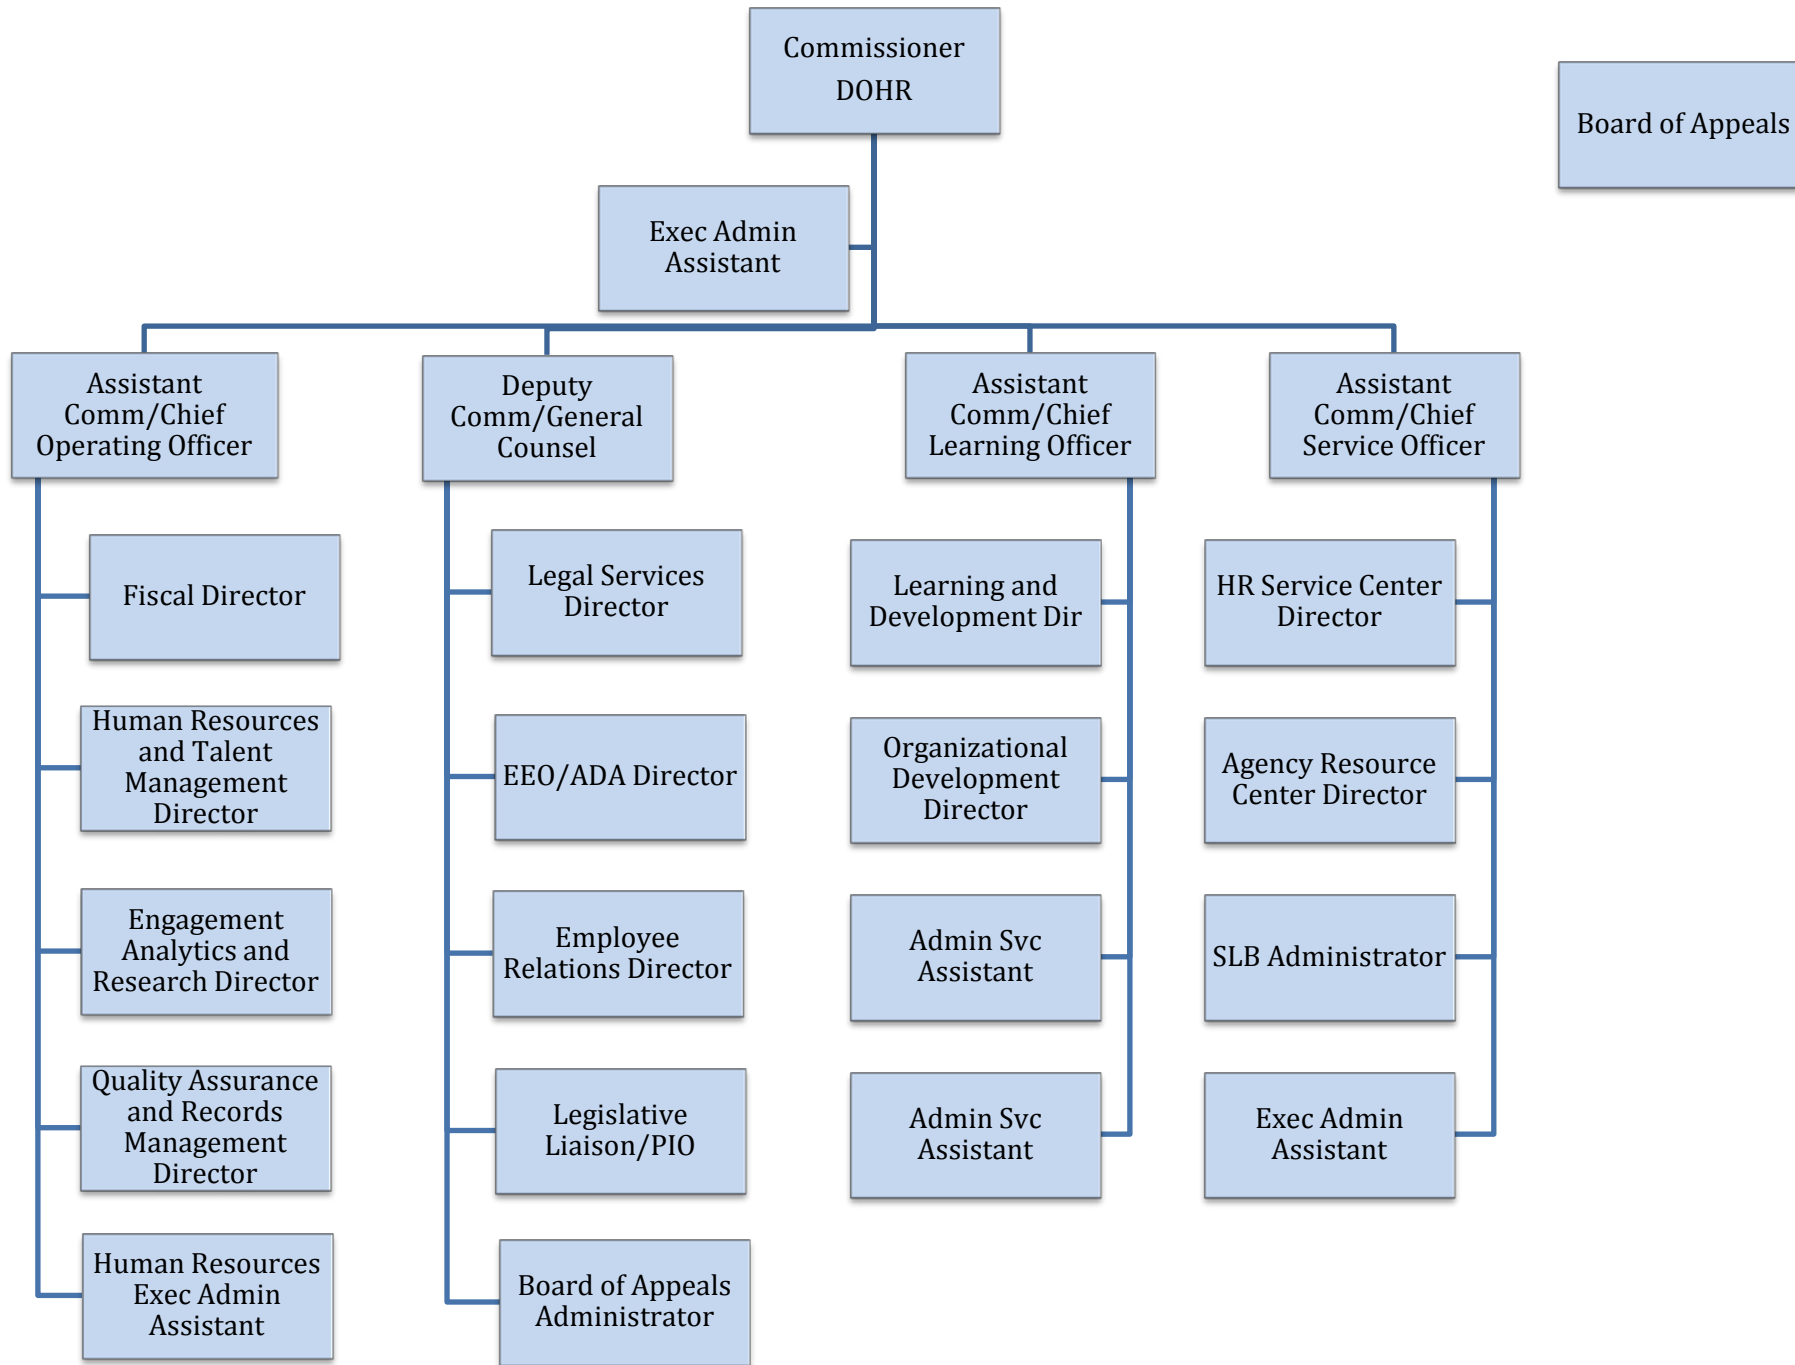 Commissioner
DOHR
Board of Appeals
Exec Admin
Assistant
Assistant
Comm/Chief
Operating Officer
Deputy
Comm/General
Counsel
Assistant
Comm/Chief
Learning Officer
Assistant
Comm/Chief
Service Officer
Fiscal Director
Human Resources
and Talent
Management
Director
Engagement
Analytics and
Research Director
Quality Assurance
and Records
Management
Director
Human Resources
Exec Admin
Assistant
Legal Services
Director
EEO/ADA Director
Employee
Relations Director
Legislative
Liaison/PIO
Board of Appeals
Administrator
Learning and
Development Dir
Organizational
Development
Director
Admin Svc
Assistant
Admin Svc
Assistant
HR Service Center
Director
Agency Resource
Center Director
SLB Administrator
Exec Admin
Assistant